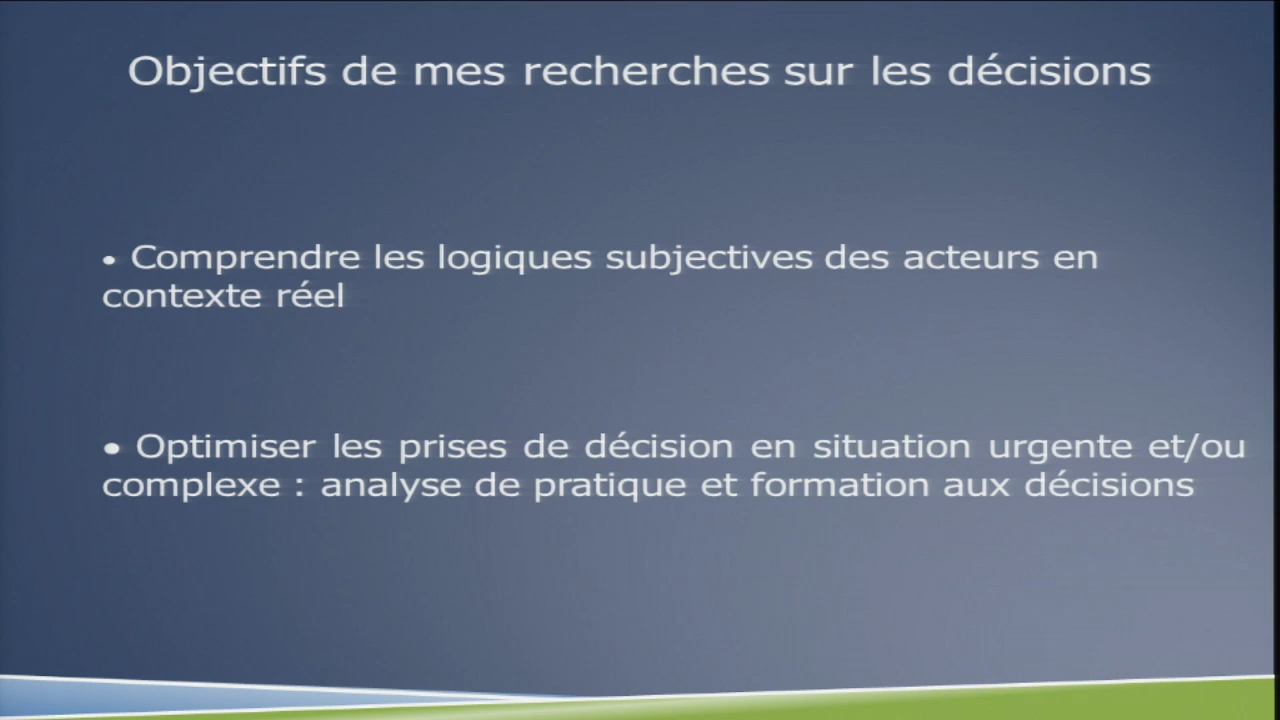 Objectifs de mes recherches sur les décisions
• Comprendre les logiques subjectives des acteurs en
contexte réel
• Optimiser les prises de décision en situation urgente et/ou
complexe : analyse de pratique et formation aux décisions